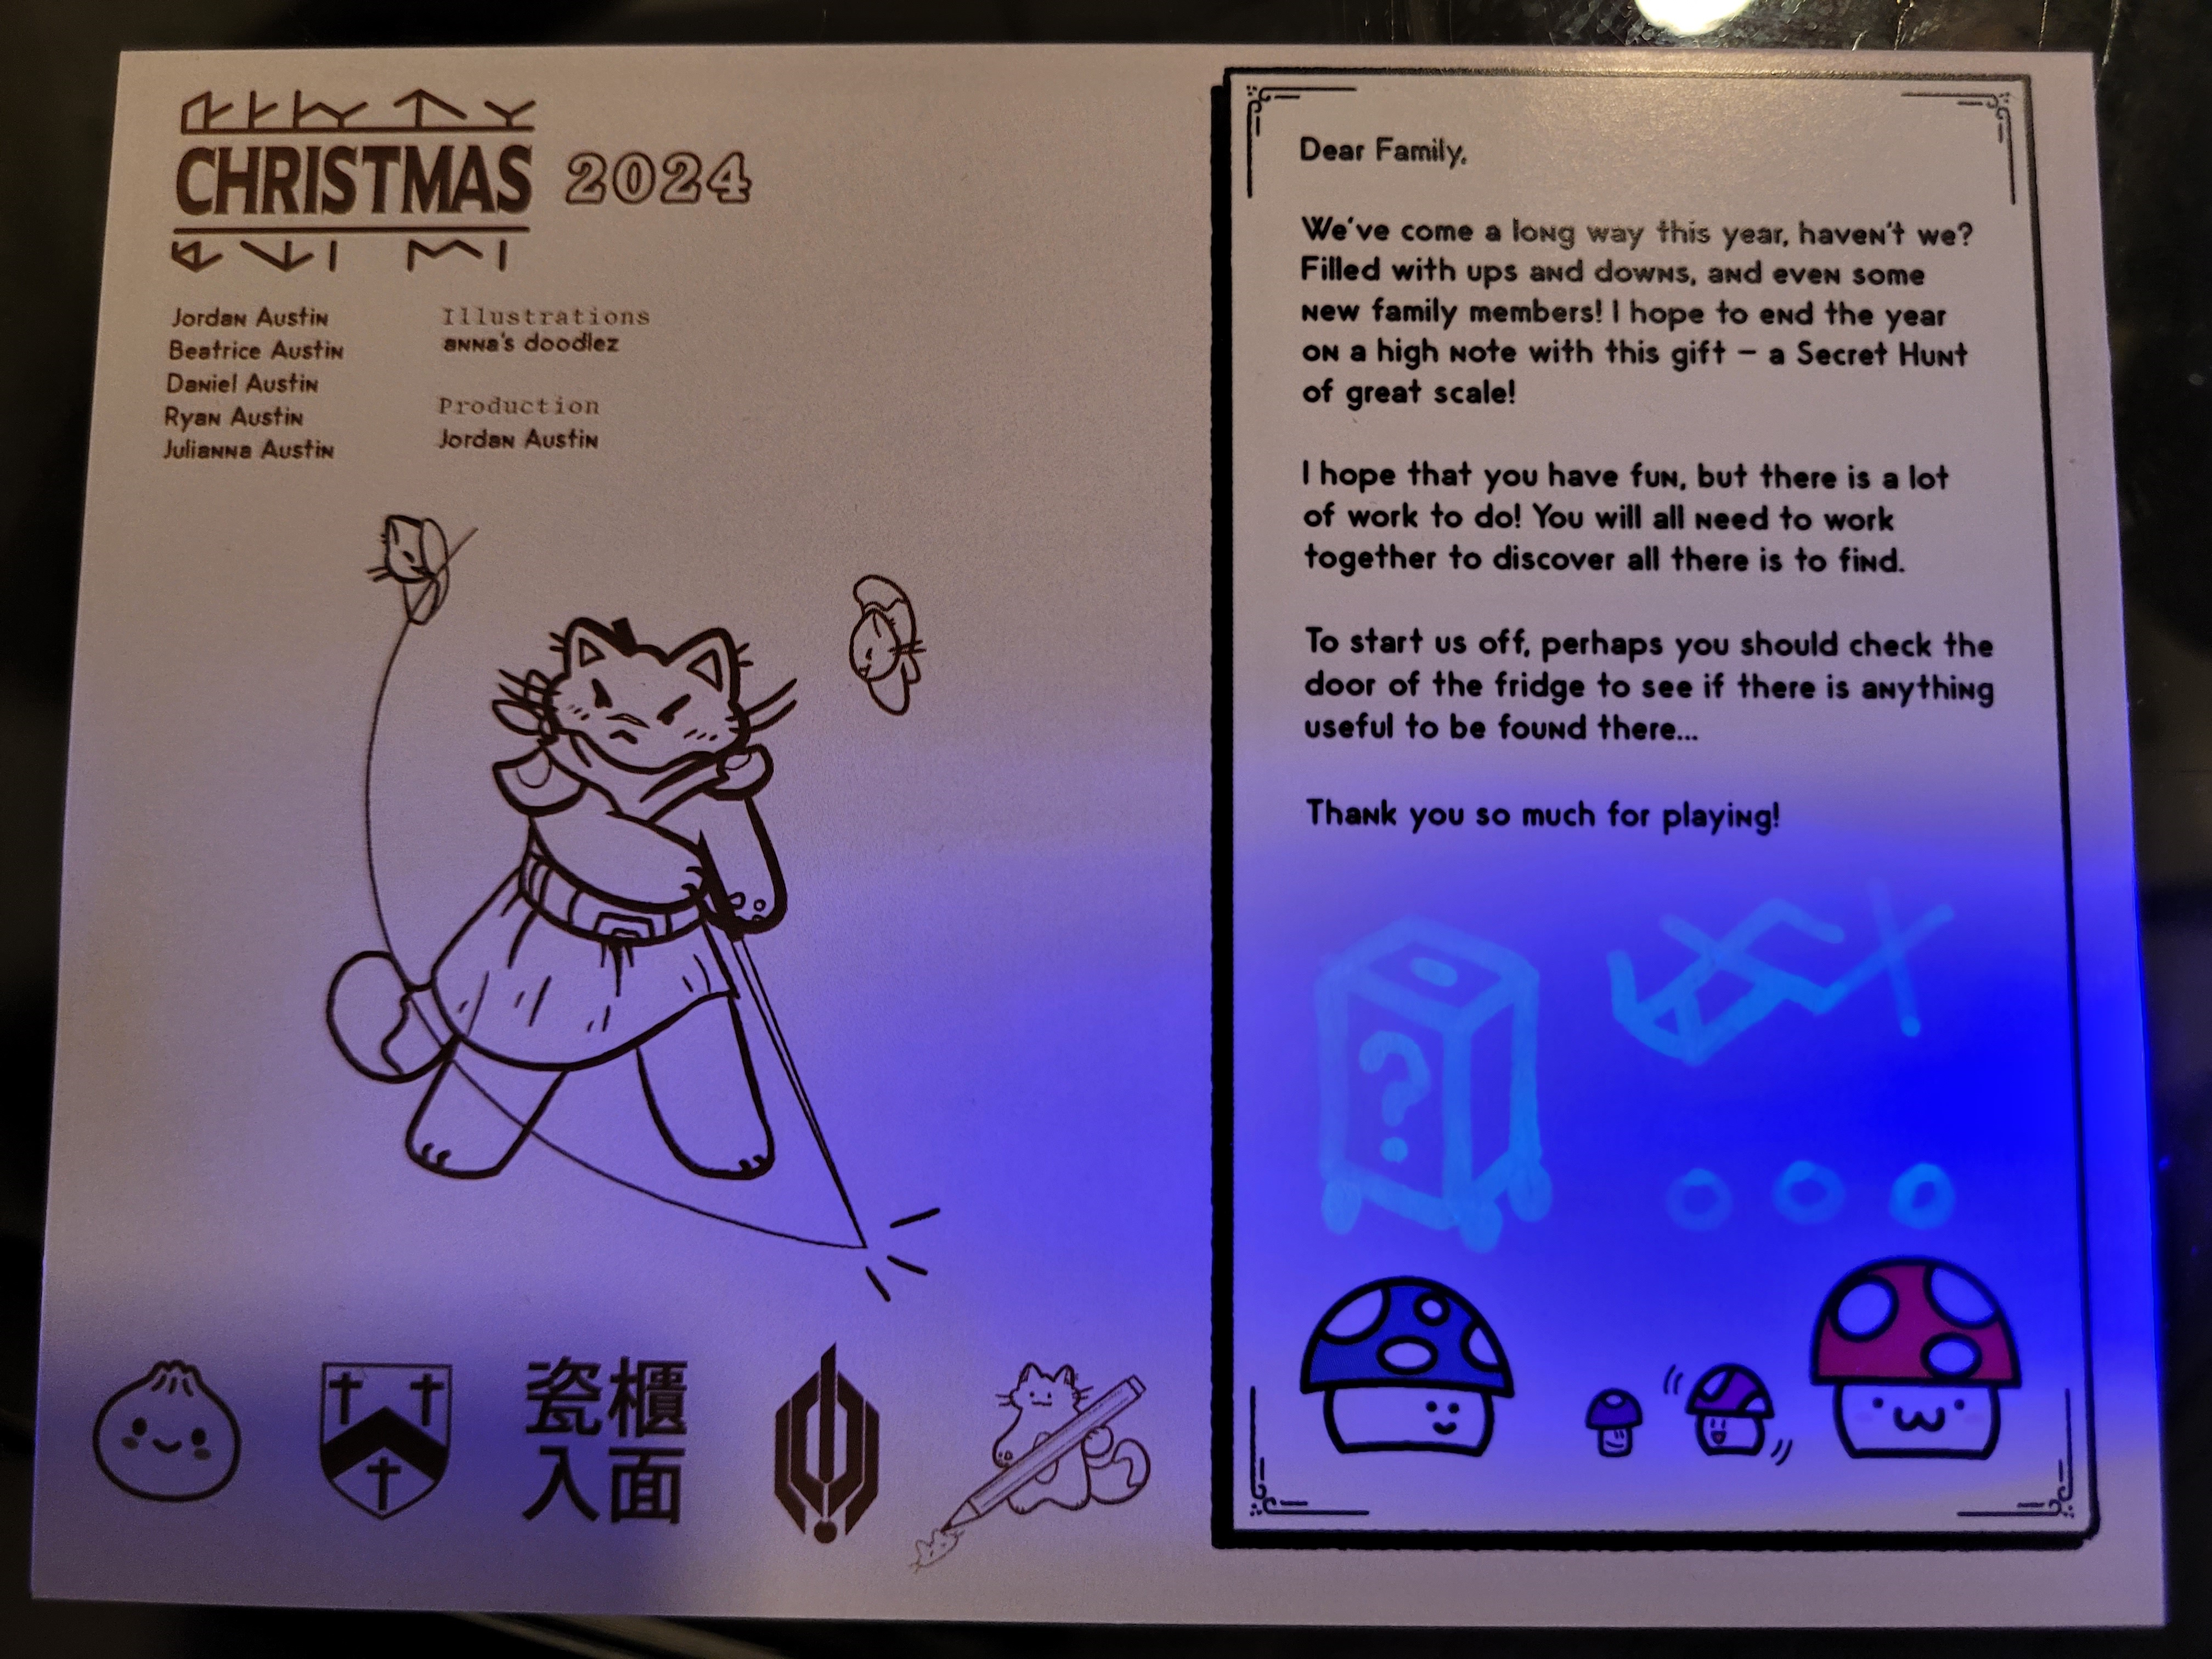 CHRISTMAS 2024
Jordan Austin
Beatrice Austin
Daniel Austin
Ryan Austin
Julianna Austin
Illustrations
anna's doodlez
Production
Jordan Austin
瓷櫃
入面
Dear Family,
We've come a long way this year, haven't we?
Filled with ups and downs, and even some
new family members! I hope to end the year
on a high note with this gift – a Secret Hunt
of great scale!
I hope that you have fun, but there is a lot
of work to do! You will all need to work
together to discover all there is to find.
To start us off, perhaps you should check the
door of the fridge to see if there is anything
useful to be found there...
Thank you so much for playing!
?